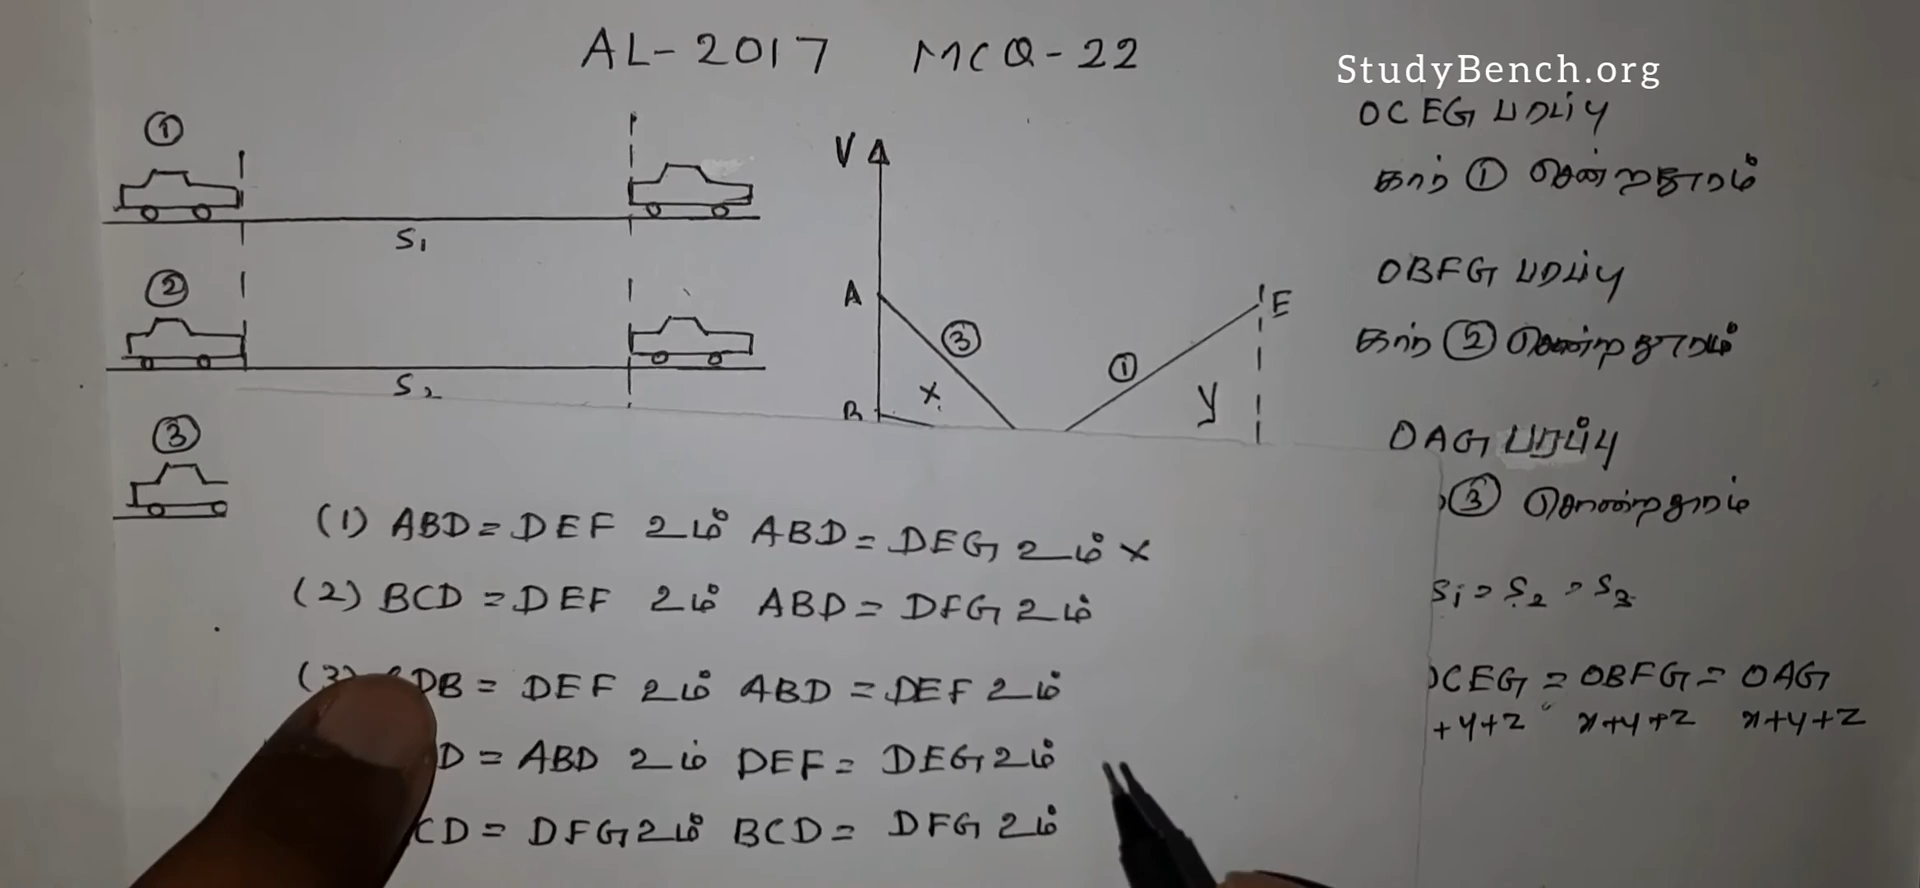 AL-2017 MCQ-22
StudyBench.org
①
S₁
②
S₂
③
V
A
B
③
X
①
y
E
OCEG பரப்பு
கார் ① சென்றதூரம்
OBFG பரப்பு
கார் ② சென்றதூரம்
OAG பரப்பு
③ சென்றதூரம்
S₁ = S₂ = S₃
CEG = OBFG = OAG
+y+z x+y+z x+y+z
(1) ABD = DEF உம் ABD = DEG உம் ×
(2) BCD = DEF உம் ABD = DFG உம்
(3) DB = DEF உம் ABD = DEF உம்
D = ABD உம் DEF = DEG உம்
CD = DFG உம் BCD = DFG உம்